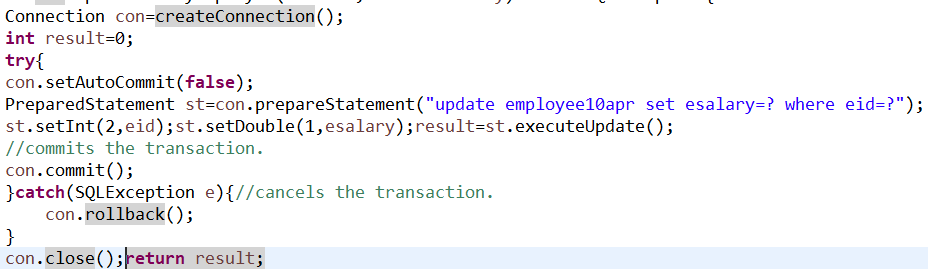 Connection con=createConnection();
int result=0;
try{
con.setAutoCommit(false);
PreparedStatement st=con.prepareStatement("update employee10apr set esalary=? where eid=?");
st.setInt(2,eid);st.setDouble(1,esalary);result=st.executeUpdate();
//commits the transaction.
con.commit();
}catch(SQLException e){//cancels the transaction.
    con.rollback();
}
con.close();return result;